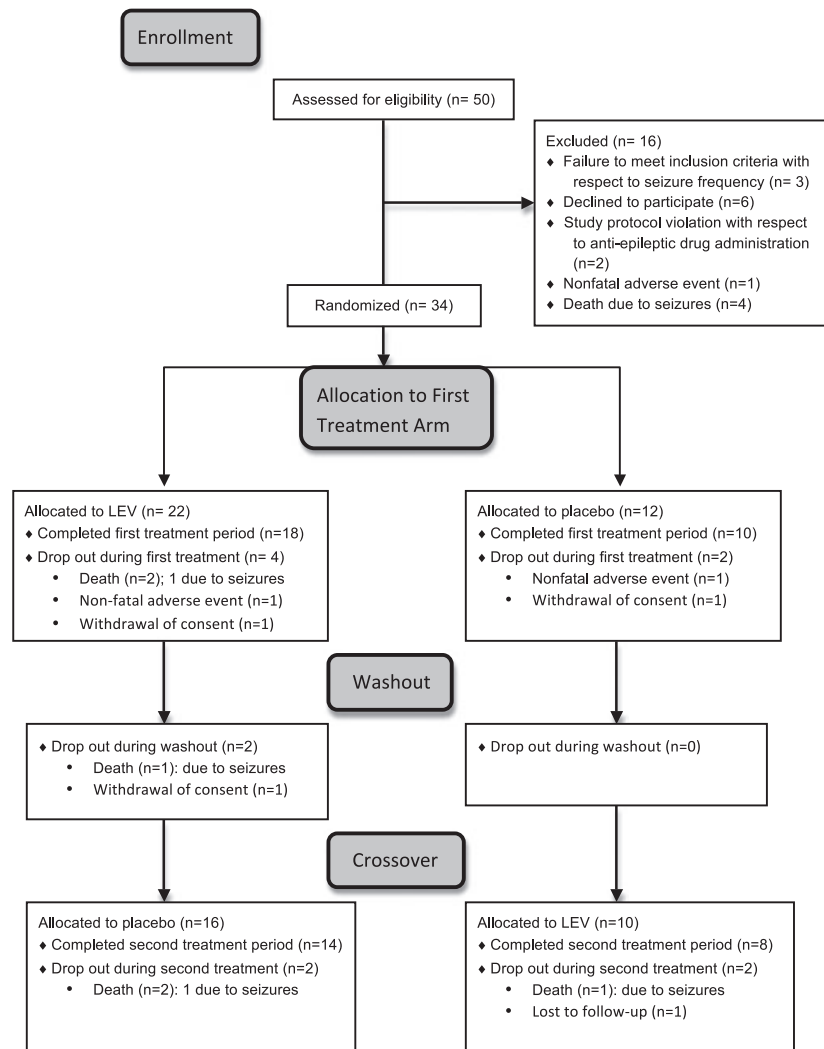 Enrollment
Assessed for eligibility (n= 50)
Excluded (n= 16)
♦ Failure to meet inclusion criteria with
respect to seizure frequency (n= 3)
♦ Declined to participate (n=6)
♦ Study protocol violation with respect
to anti-epileptic drug administration
(n=2)
♦ Nonfatal adverse event (n=1)
♦ Death due to seizures (n=4)
Randomized (n= 34)
Allocation to First
Treatment Arm
Allocated to LEV (n= 22)
♦ Completed first treatment period (n=18)
♦ Drop out during first treatment (n= 4)
• Death (n=2); 1 due to seizures
• Non-fatal adverse event (n=1)
• Withdrawal of consent (n=1)
Allocated to placebo (n=12)
♦ Completed first treatment period (n=10)
♦ Drop out during first treatment (n=2)
• Nonfatal adverse event (n=1)
• Withdrawal of consent (n=1)
Washout
♦ Drop out during washout (n=2)
• Death (n=1): due to seizures
• Withdrawal of consent (n=1)
♦ Drop out during washout (n=0)
Crossover
Allocated to placebo (n=16)
♦ Completed second treatment period (n=14)
♦ Drop out during second treatment (n=2)
• Death (n=2): 1 due to seizures
Allocated to LEV (n=10)
♦ Completed second treatment period (n=8)
♦ Drop out during second treatment (n=2)
• Death (n=1): due to seizures
• Lost to follow-up (n=1)